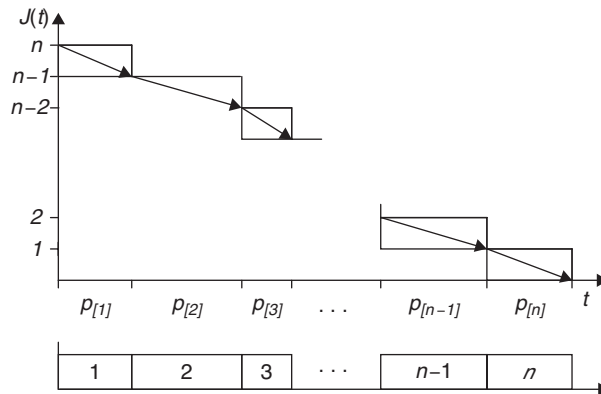 J(t)
n
n–1
n–2
2
1
p[1] p[2] p[3] . . . p[n–1] p[n] t
1 2 3 . . . n–1 n